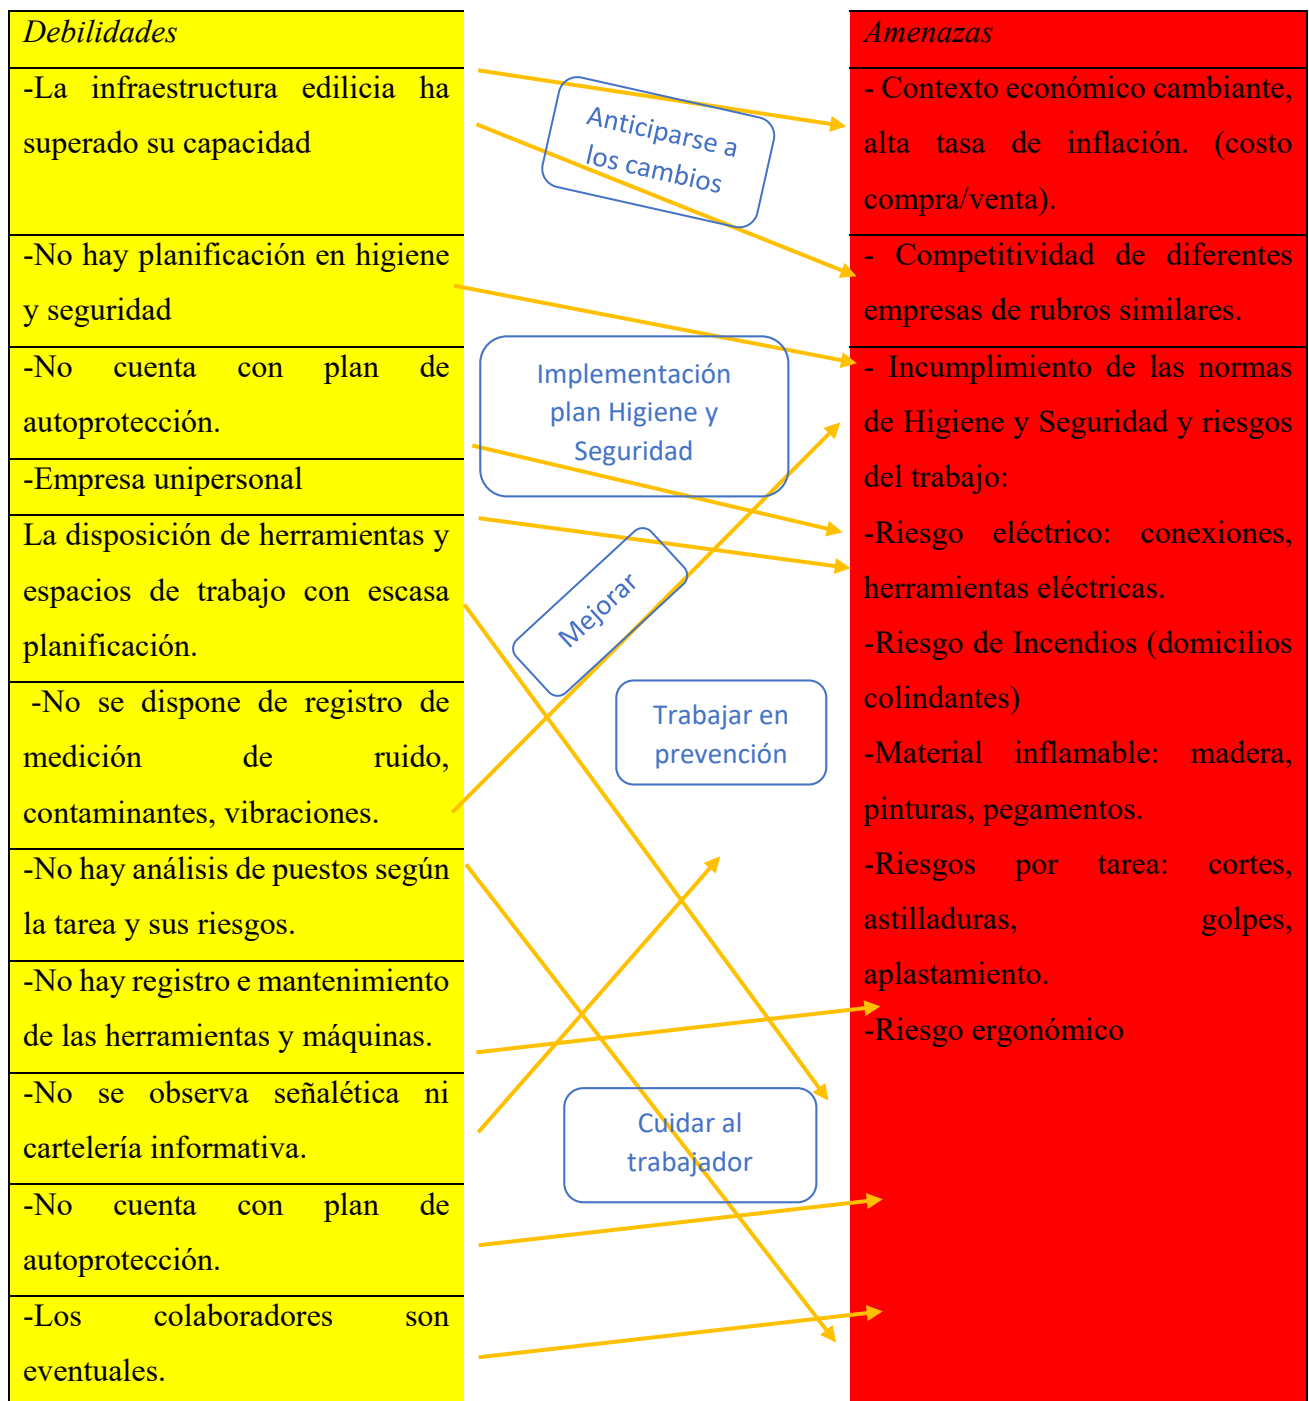 Debilidades
-La infraestructura edilicia ha
superado su capacidad
-No hay planificación en higiene
y seguridad
-No cuenta con plan de
autoprotección.
-Empresa unipersonal
La disposición de herramientas y
espacios de trabajo con escasa
planificación.
-No se dispone de registro de
medición de ruido,
contaminantes, vibraciones.
-No hay análisis de puestos según
la tarea y sus riesgos.
-No hay registro e mantenimiento
de las herramientas y máquinas.
-No se observa señalética ni
cartelería informativa.
-No cuenta con plan de
autoprotección.
-Los colaboradores son
eventuales.
Anticiparse a
los cambios
Implementación
plan Higiene y
Seguridad
Mejorar
Trabajar en
prevención
Cuidar al
trabajador
Amenazas
- Contexto económico cambiante,
alta tasa de inflación. (costo
compra/venta).
- Competitividad de diferentes
empresas de rubros similares.
- Incumplimiento de las normas
de Higiene y Seguridad y riesgos
del trabajo:
-Riesgo eléctrico: conexiones,
herramientas eléctricas.
-Riesgo de Incendios (domicilios
colindantes)
-Material inflamable: madera,
pinturas, pegamentos.
-Riesgos por tarea: cortes,
astilladuras, golpes,
aplastamiento.
-Riesgo ergonómico